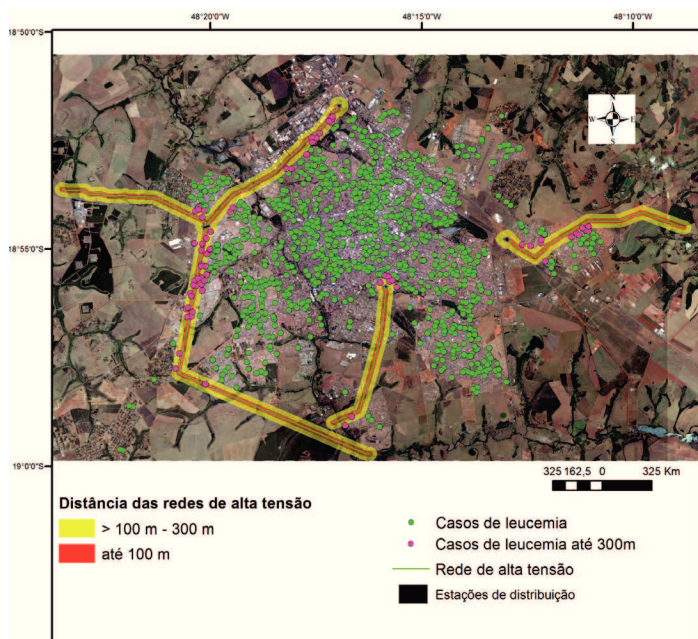 48°20'0"W 48°15'0"W 48°10'0"W
18°50'0"S
N
W E
S
18°55'0"S
19°0'0"S
325 162,5 0 325 Km
Distância das redes de alta tensão
> 100 m - 300 m
até 100 m
Casos de leucemia
Casos de leucemia até 300m
Rede de alta tensão
Estações de distribuição